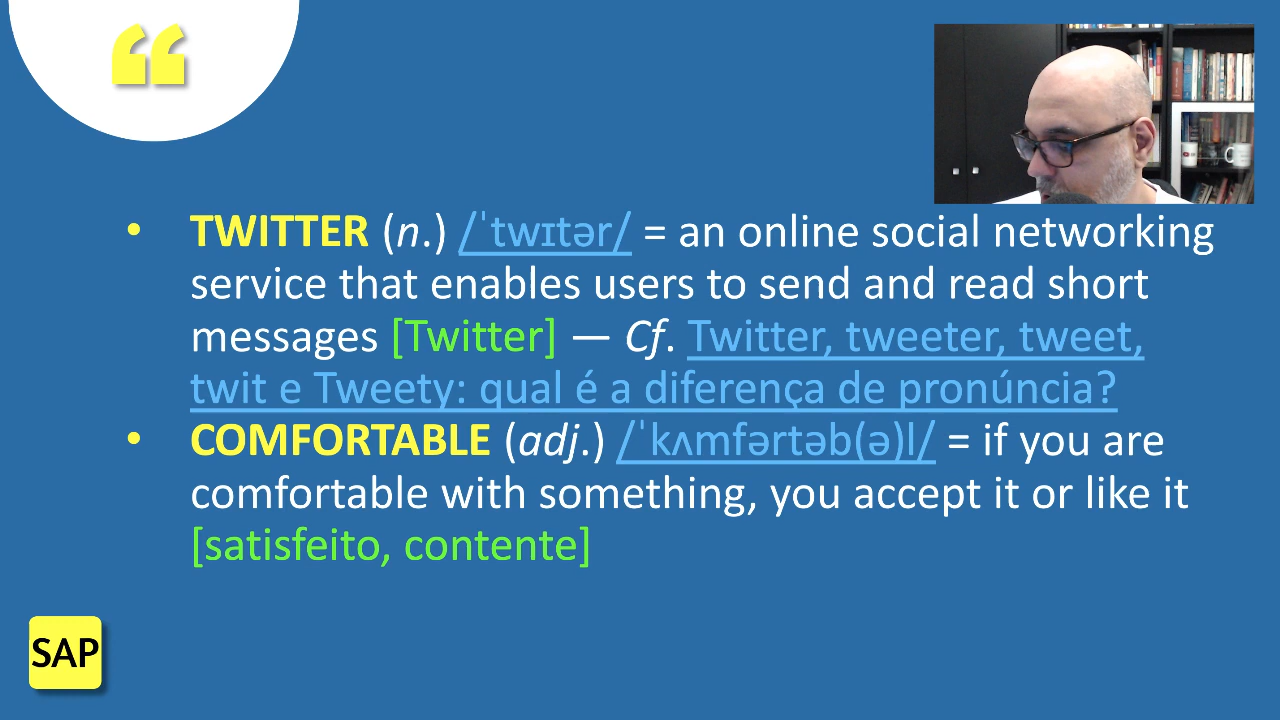 “
• TWITTER (n.) /ˈtwɪtər/ = an online social networking
service that enables users to send and read short
messages [Twitter] — Cf. Twitter, tweeter, tweet,
twit e Tweety: qual é a diferença de pronúncia?
• COMFORTABLE (adj.) /ˈkʌmfərtəb(ə)l/ = if you are
comfortable with something, you accept it or like it
[satisfeito, contente]
SAP